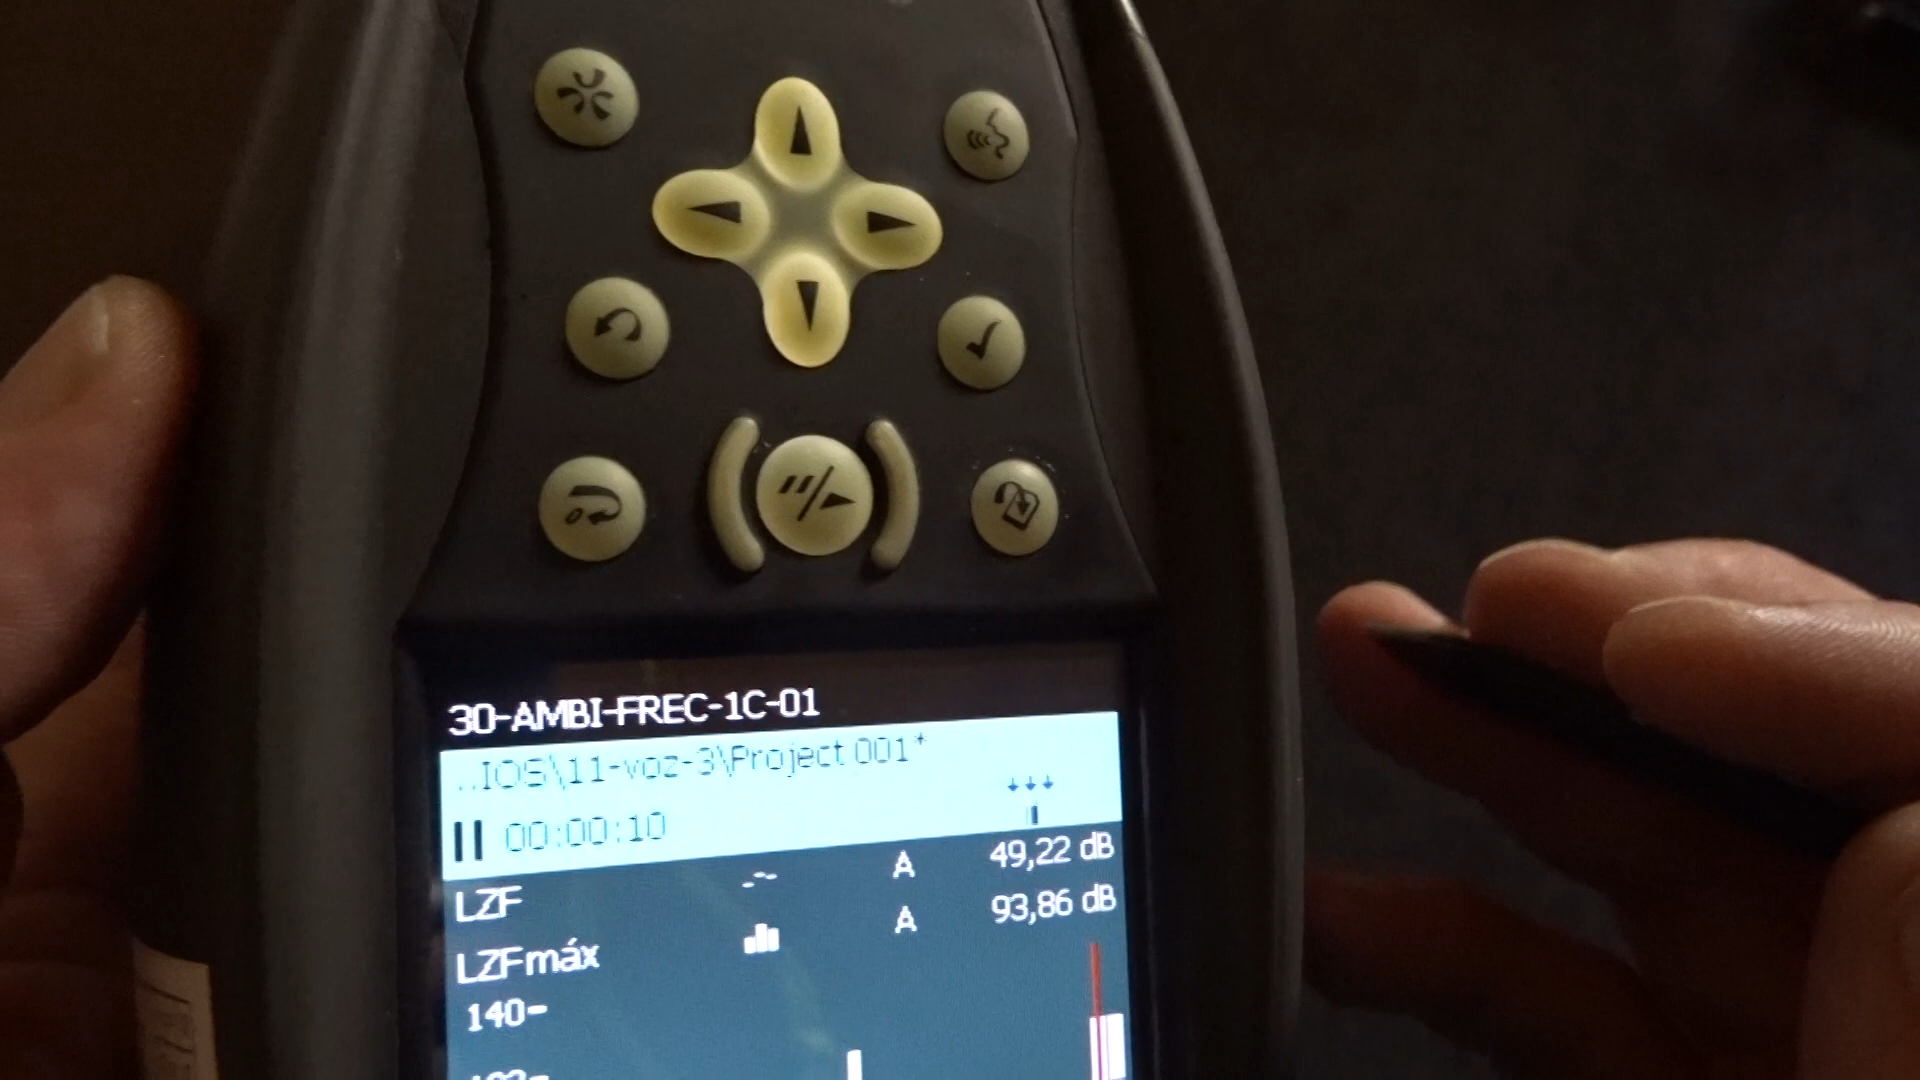 30-AMBI-FREC-1C-01
..IOS\11-voz-3\Project 001*
00:00:10
LZF A 49,22 dB
LZFmáx A 93,86 dB
140-